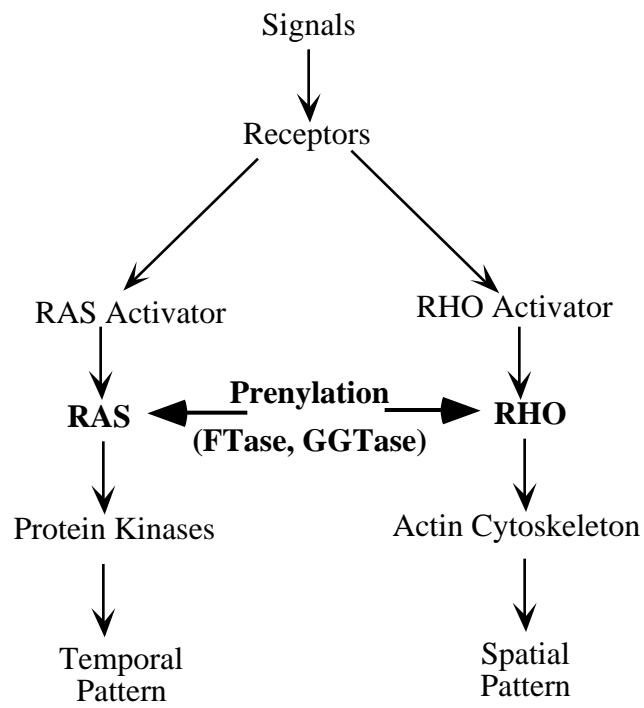 Signals
Receptors
RAS Activator
RHO Activator
Prenylation
RAS
RHO
(FTase, GGTase)
Protein Kinases
Actin Cytoskeleton
Temporal
Pattern
Spatial
Pattern